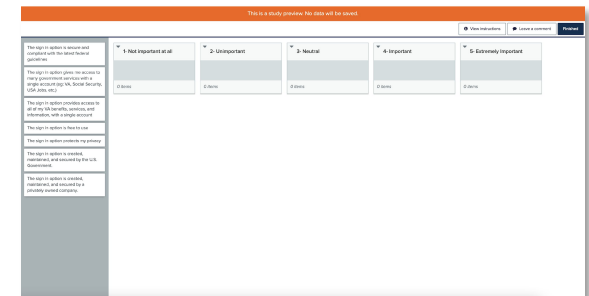 This is a study preview. No data will be saved.
View instructions
Leave a comment
Finished
The sign in option is secure and
compliant with the latest federal
guidelines
The sign in option gives me access to
many government services with a
single account (eg: VA, Social Security,
USA Jobs, etc.)
The sign in option provides access to
all of my VA benefits, services, and
information, with a single account
The sign in option is free to use
The sign in option protects my privacy
The sign in option is created,
maintained, and secured by the U.S.
Government.
The sign in option is created,
maintained, and secured by a
privately owned company.
1- Not important at all
0 items
2- Unimportant
0 items
3- Neutral
0 items
4- Important
0 items
5- Extremely Important
0 items